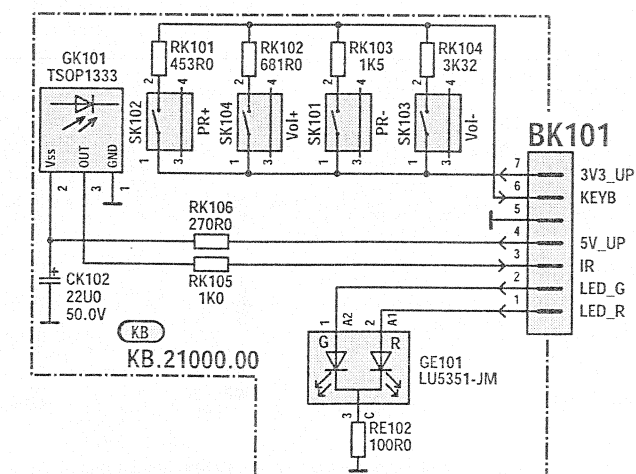 GK101
TSOP1333
RK101
453R0
RK102
681R0
RK103
1K5
RK104
3K32
2
4
2
4
2
4
2
4
SK102
PR+
SK104
Vol+
SK101
PR-
SK103
Vol-
1
3
1
3
1
3
1
3
Vss
OUT
GND
2
3
1
BK101
7
3V3_UP
6
KEYB
5
4
5V_UP
3
IR
2
LED_G
1
LED_R
RK106
270R0
RK105
1K0
+
CK102
22U0
50.0V
KB
KB.21000.00
1
A2
2
A1
G
R
GE101
LU5351-JM
3
C
RE102
100R0